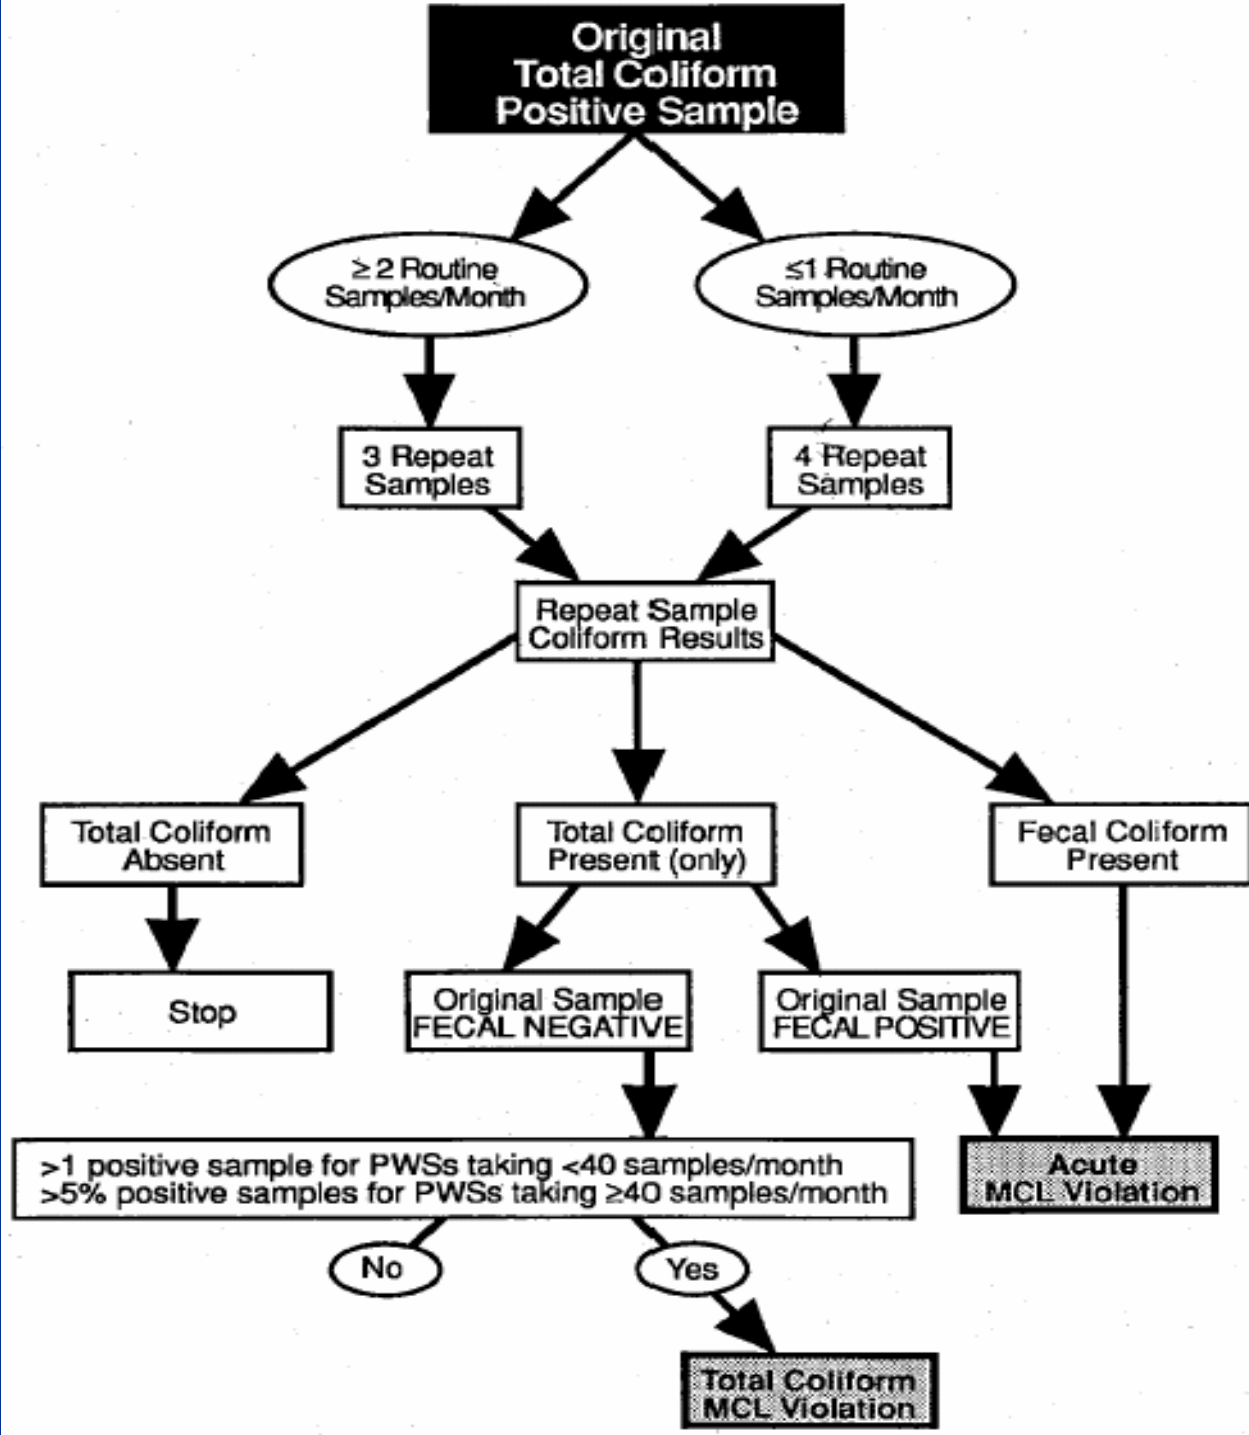 Original
Total Coliform
Positive Sample
≥ 2 Routine
Samples/Month
≤1 Routine
Samples/Month
3 Repeat
Samples
4 Repeat
Samples
Repeat Sample
Coliform Results
Total Coliform
Absent
Total Coliform
Present (only)
Fecal Coliform
Present
Stop
Original Sample
FECAL NEGATIVE
Original Sample
FECAL POSITIVE
>1 positive sample for PWSs taking <40 samples/month
>5% positive samples for PWSs taking ≥40 samples/month
Acute
MCL Violation
No
Yes
Total Coliform
MCL Violation